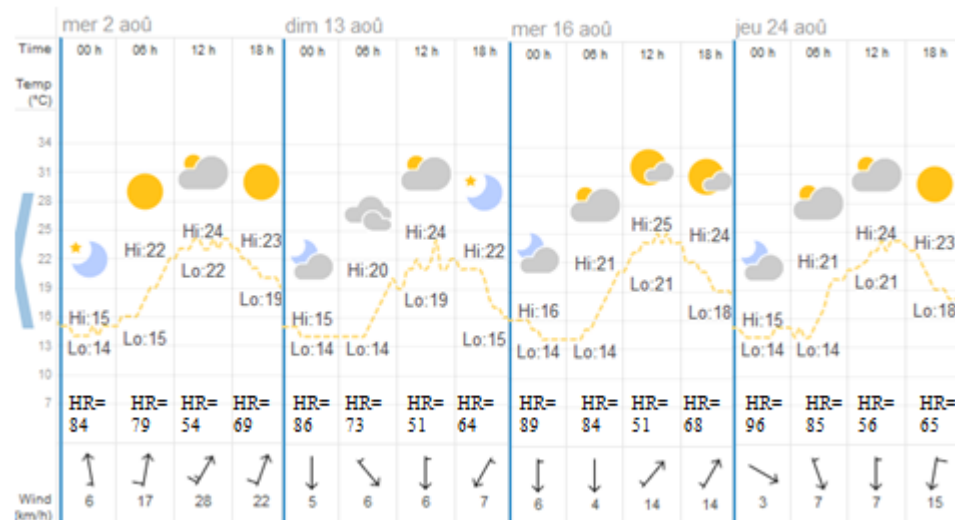 mer 2 aoû dim 13 aoû mer 16 aoû jeu 24 aoû
Time 00 h 06 h 12 h 18 h 00 h 06 h 12 h 18 h 00 h 06 h 12 h 18 h 00 h 06 h 12 h 18 h
Temp
(°C)
34
31
28
25
22
19
16
13
10
7
Hi:15 Hi:22 Hi:24 Hi:23 Hi:15 Hi:20 Hi:24 Hi:22 Hi:16 Hi:21 Hi:25 Hi:24 Hi:15 Hi:21 Hi:24 Hi:23
Lo:14 Lo:15 Lo:22 Lo:19 Lo:14 Lo:14 Lo:19 Lo:15 Lo:14 Lo:14 Lo:21 Lo:18 Lo:14 Lo:14 Lo:21 Lo:18
HR= HR= HR= HR= HR= HR= HR= HR= HR= HR= HR= HR= HR= HR= HR= HR=
84 79 54 69 86 73 51 64 89 84 51 68 96 85 56 65
Wind 6 17 28 22 5 6 6 7 6 4 14 14 3 7 7 15
(km/h)